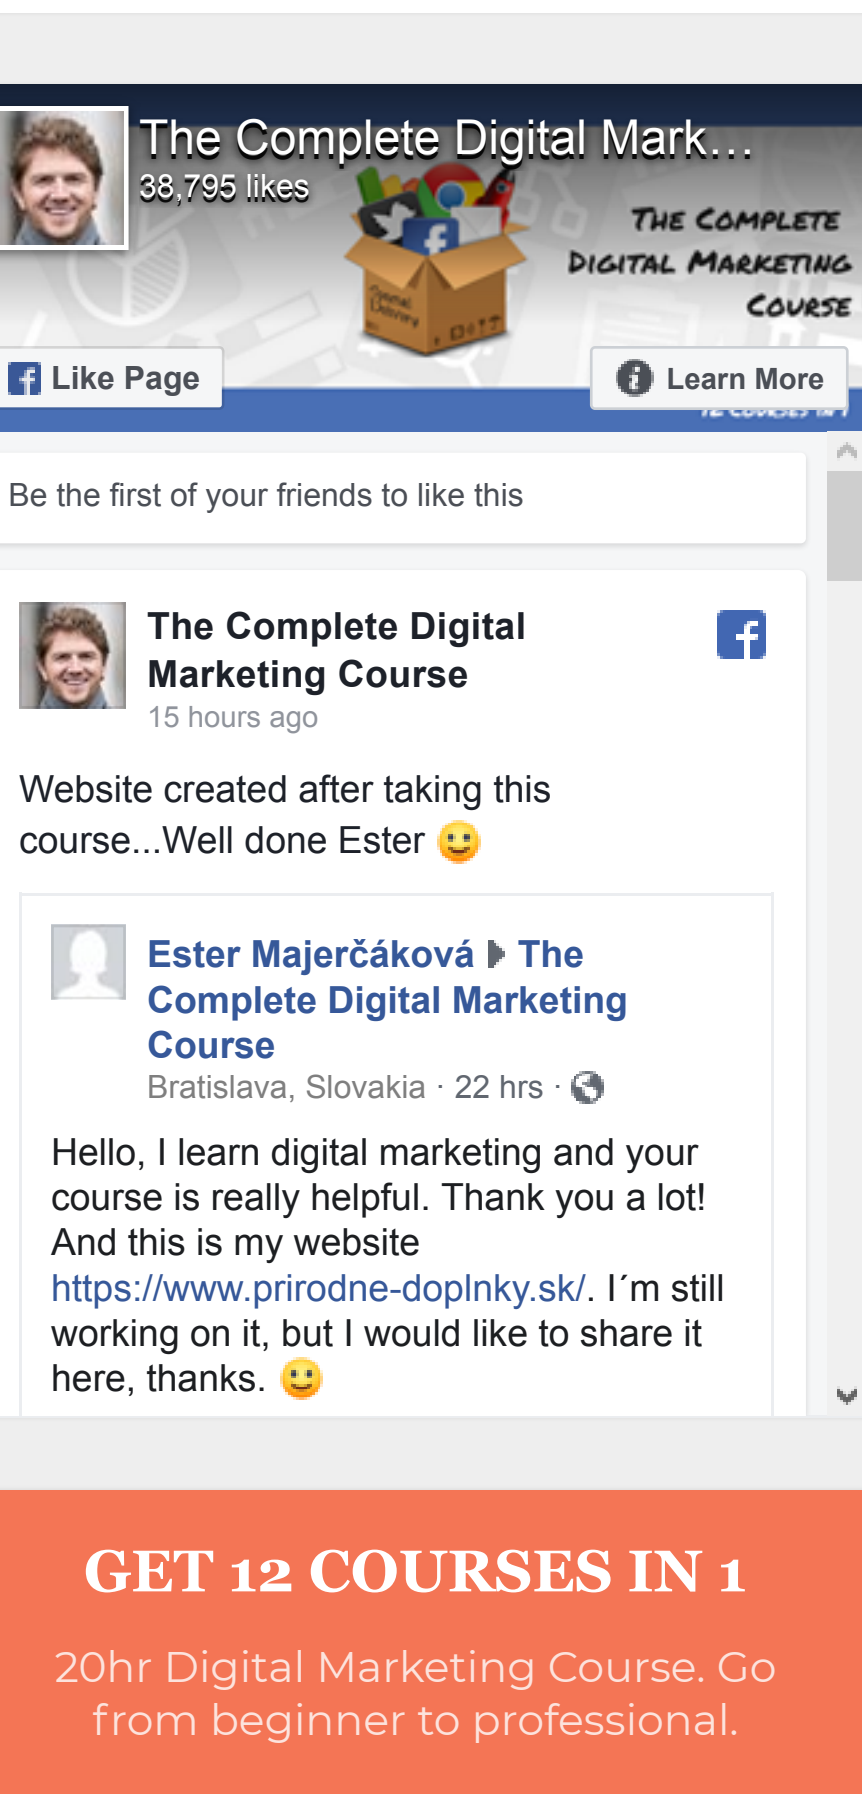 The Complete Digital Mark...
38,795 likes
THE COMPLETE
DIGITAL MARKETING
COURSE
Like Page
Learn More
12 COURSES IN 1
Be the first of your friends to like this
The Complete Digital
Marketing Course
15 hours ago
Website created after taking this
course...Well done Ester 🙂
Ester Majerčáková ▶ The
Complete Digital Marketing
Course
Bratislava, Slovakia · 22 hrs ·
Hello, I learn digital marketing and your
course is really helpful. Thank you a lot!
And this is my website
https://www.prirodne-doplnky.sk/. I´m still
working on it, but I would like to share it
here, thanks. 🙂
GET 12 COURSES IN 1
20hr Digital Marketing Course. Go
from beginner to professional.